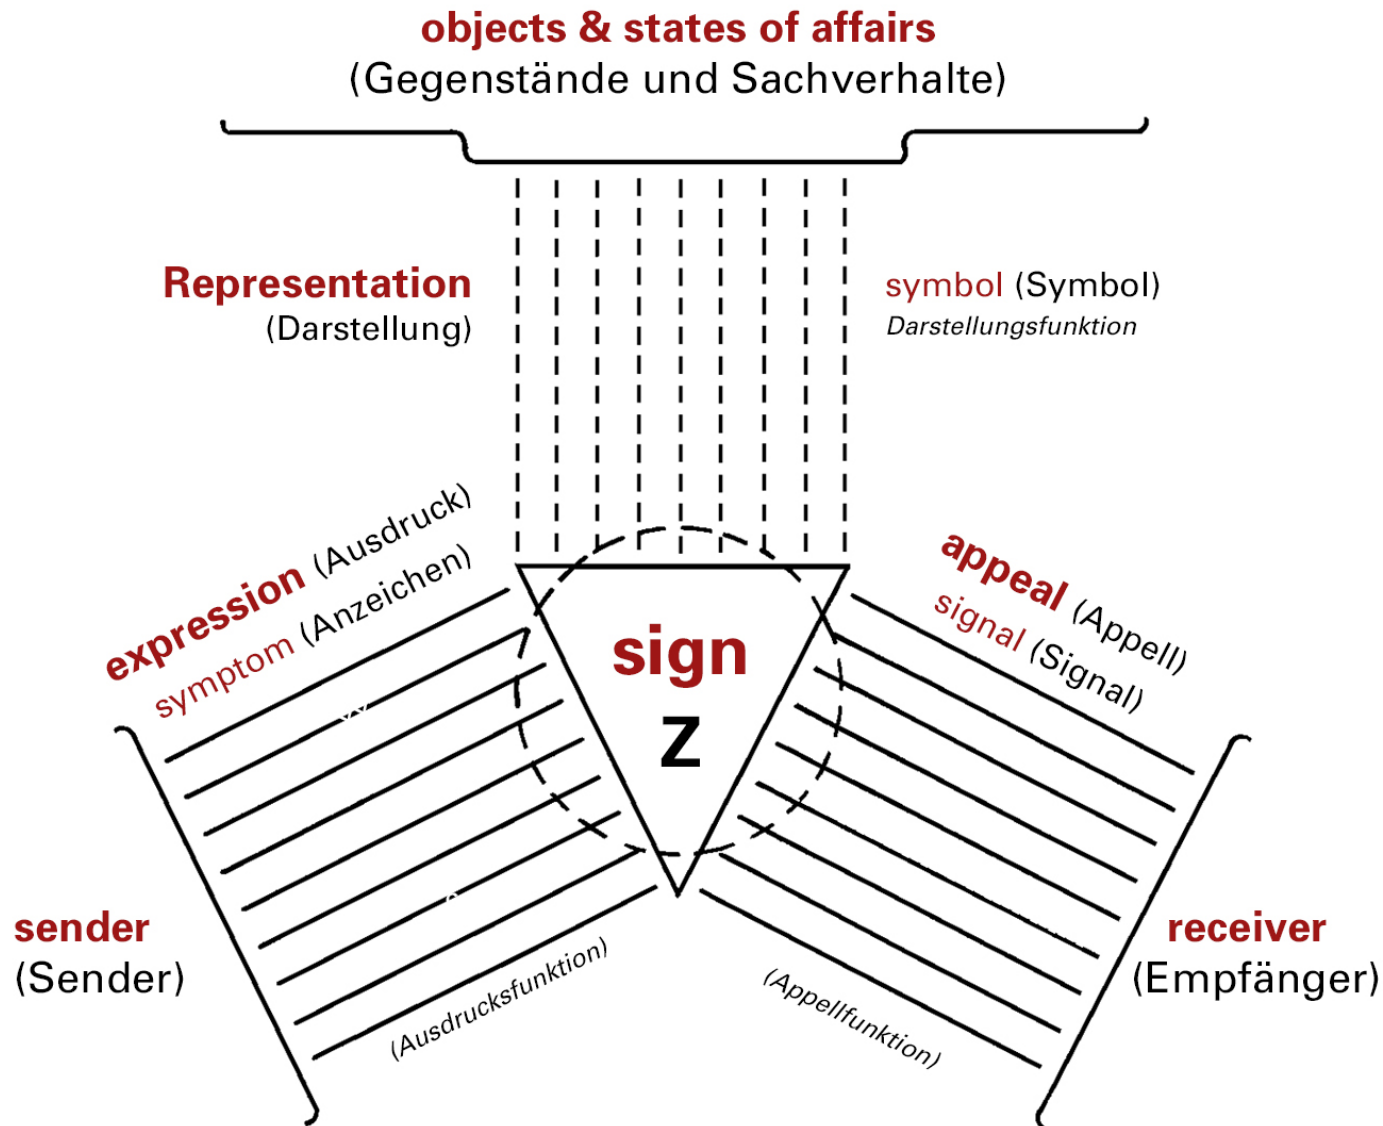 objects & states of affairs
(Gegenstände und Sachverhalte)
Representation
(Darstellung)
symbol (Symbol)
Darstellungsfunktion
expression (Ausdruck)
symptom (Anzeichen)
appeal (Appell)
signal (Signal)
sign
Z
sender
(Sender)
receiver
(Empfänger)
(Ausdrucksfunktion)
(Appellfunktion)